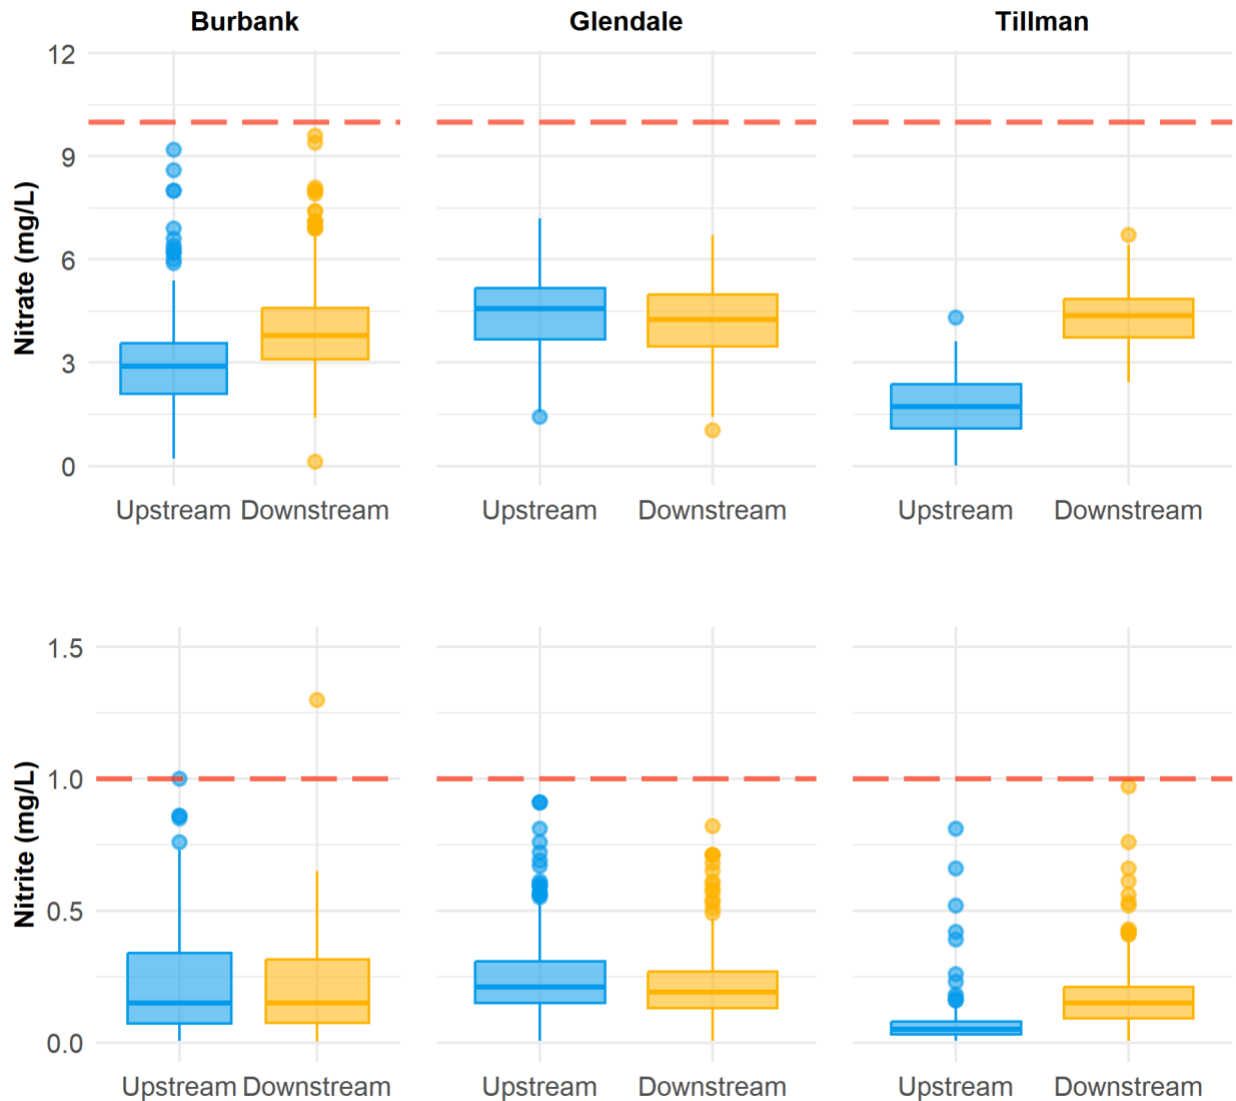 Burbank Glendale Tillman
Nitrate (mg/L)
12
9
6
3
0
Upstream Downstream Upstream Downstream Upstream Downstream
Nitrite (mg/L)
1.5
1.0
0.5
0.0
Upstream Downstream Upstream Downstream Upstream Downstream